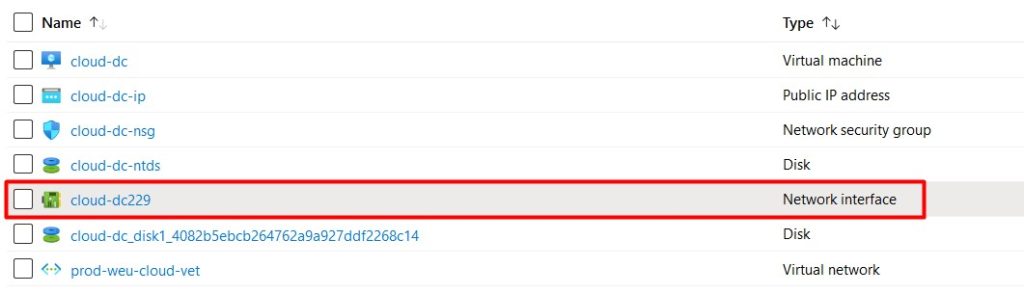 Name ↑ Type ↑↓
cloud-dc Virtual machine
cloud-dc-ip Public IP address
cloud-dc-nsg Network security group
cloud-dc-ntds Disk
cloud-dc229 Network interface
cloud-dc_disk1_4082b5ebcb264762a9a927ddf2268c14 Disk
prod-weu-cloud-vet Virtual network